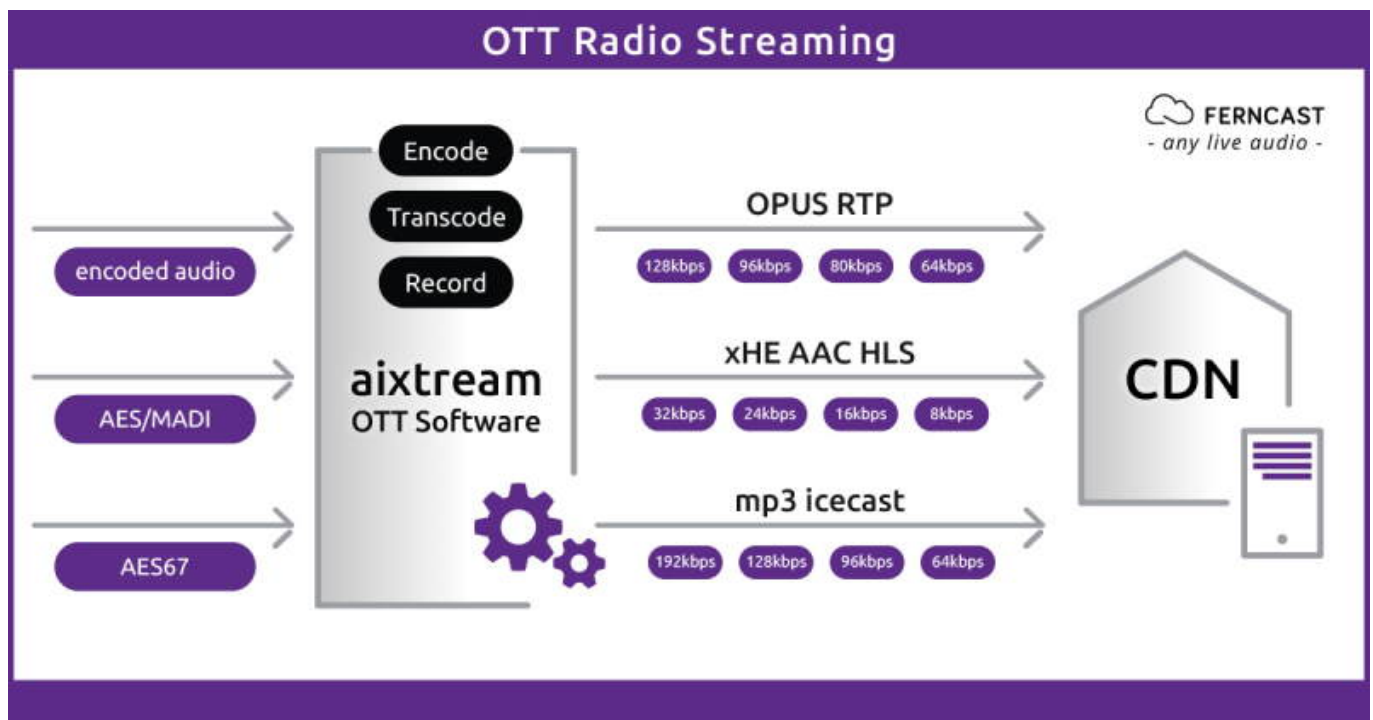 OTT Radio Streaming
FERNCAST
- any live audio -
Encode
Transcode
Record
aixtream
OTT Software
encoded audio
AES/MADI
AES67
OPUS RTP
128kbps 96kbps 80kbps 64kbps
xHE AAC HLS
32kbps 24kbps 16kbps 8kbps
mp3 icecast
192kbps 128kbps 96kbps 64kbps
CDN